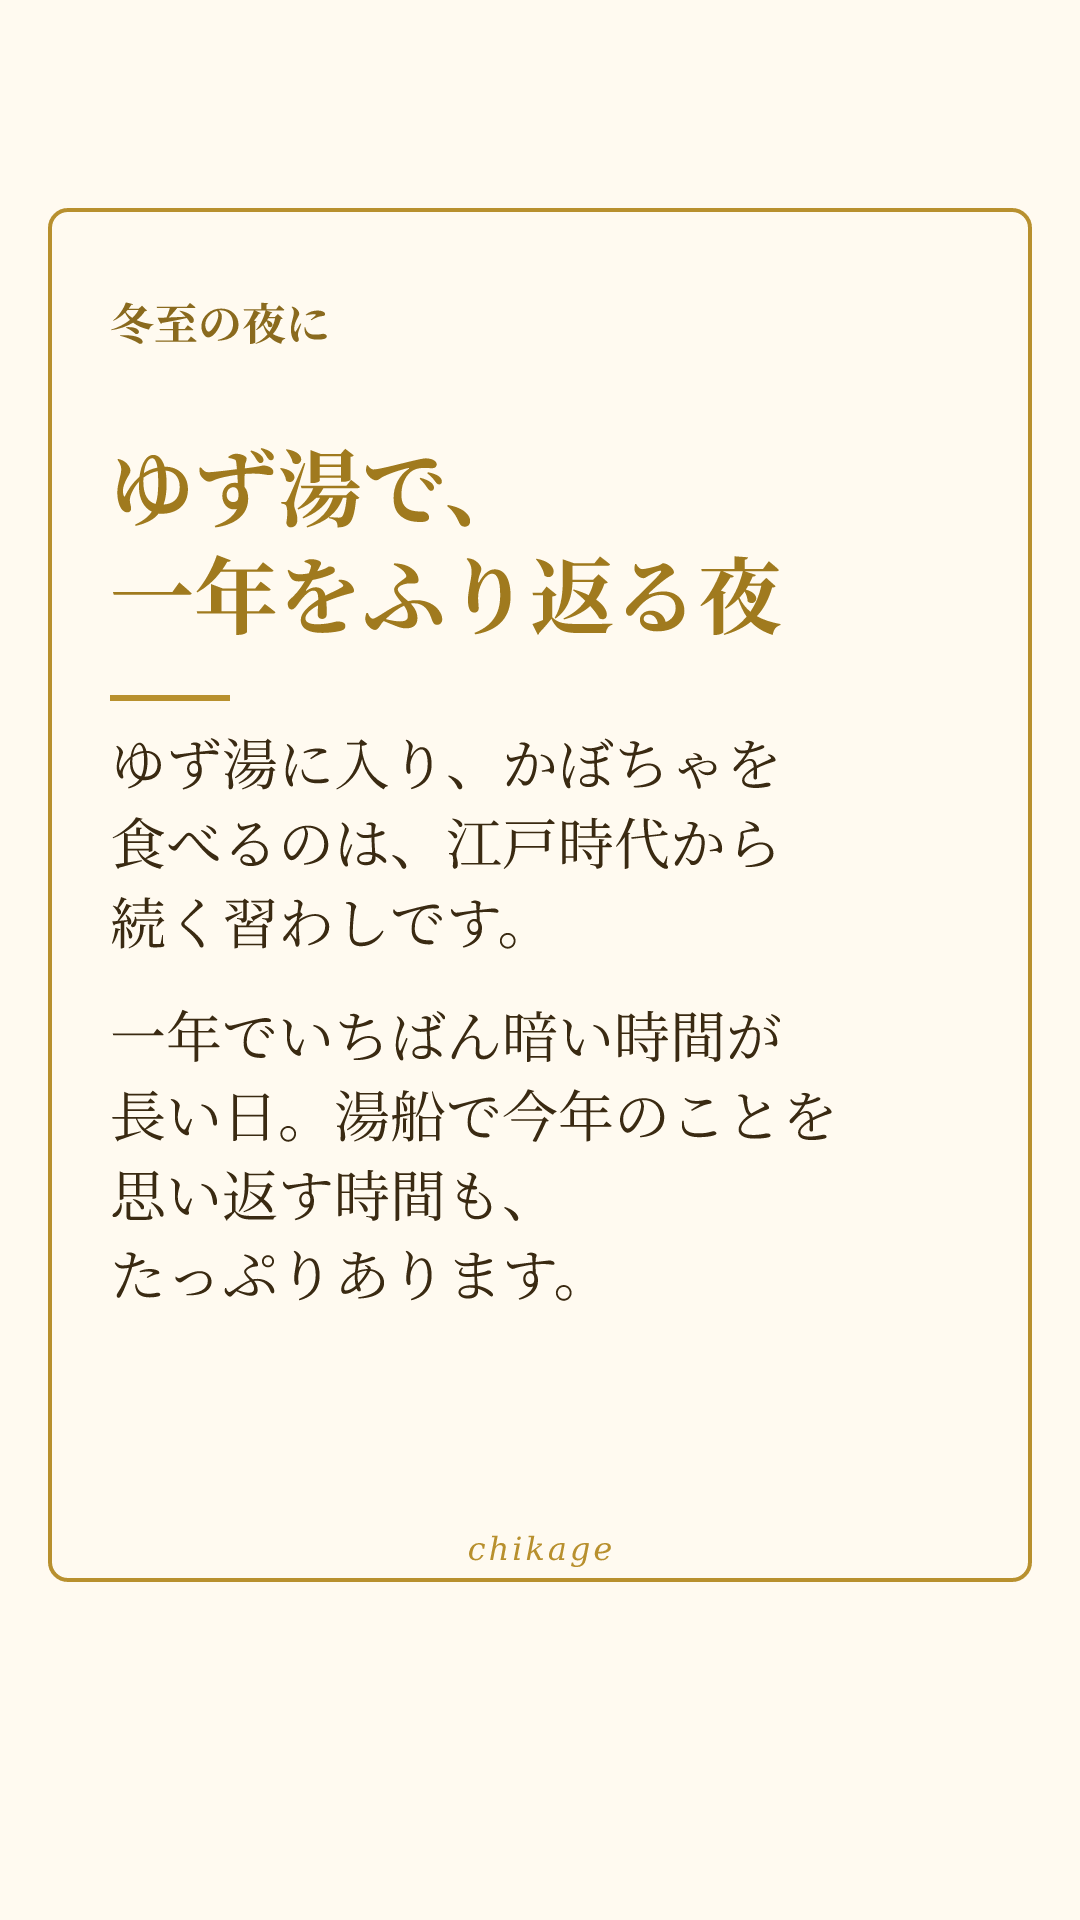 冬至の夜に
ゆず湯で、
一年をふり返る夜
ゆず湯に入り、かぼちゃを
食べるのは、江戸時代から
続く習わしです。
一年でいちばん暗い時間が
長い日。湯船で今年のことを
思い返す時間も、
たっぷりあります。
chikage